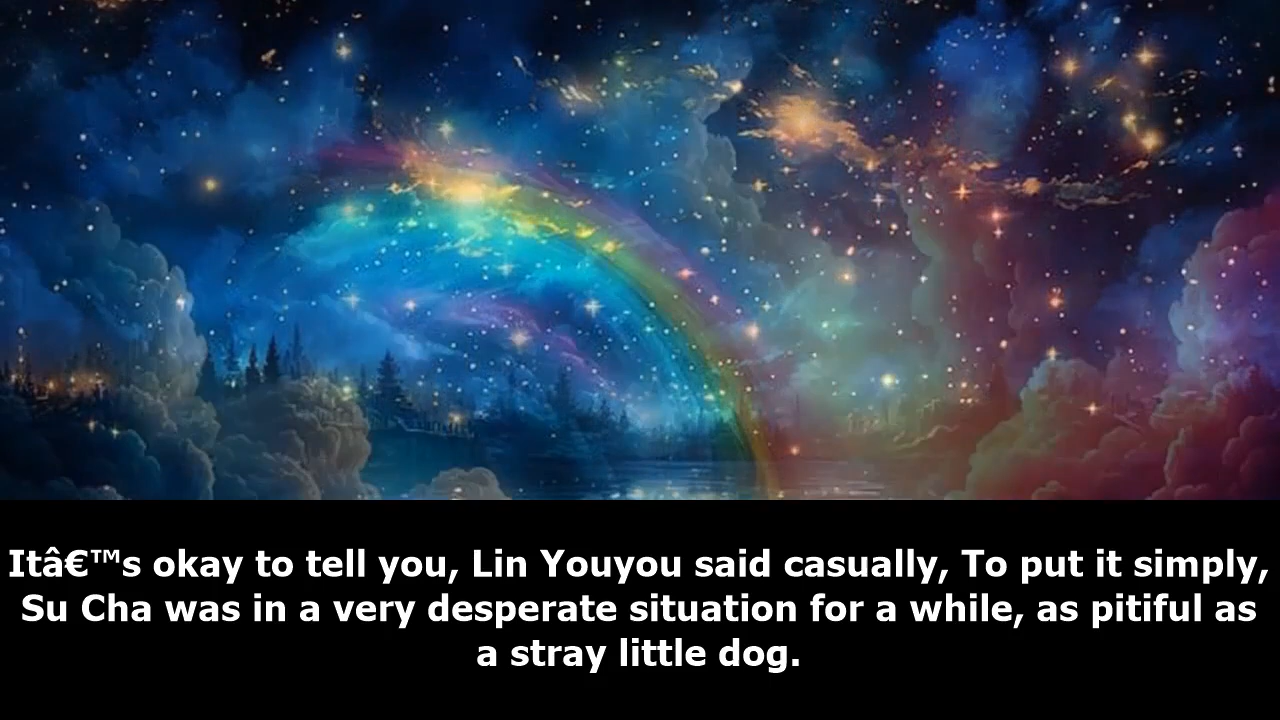 Itâ€™s okay to tell you, Lin Youyou said casually, To put it simply,
Su Cha was in a very desperate situation for a while, as pitiful as
a stray little dog.